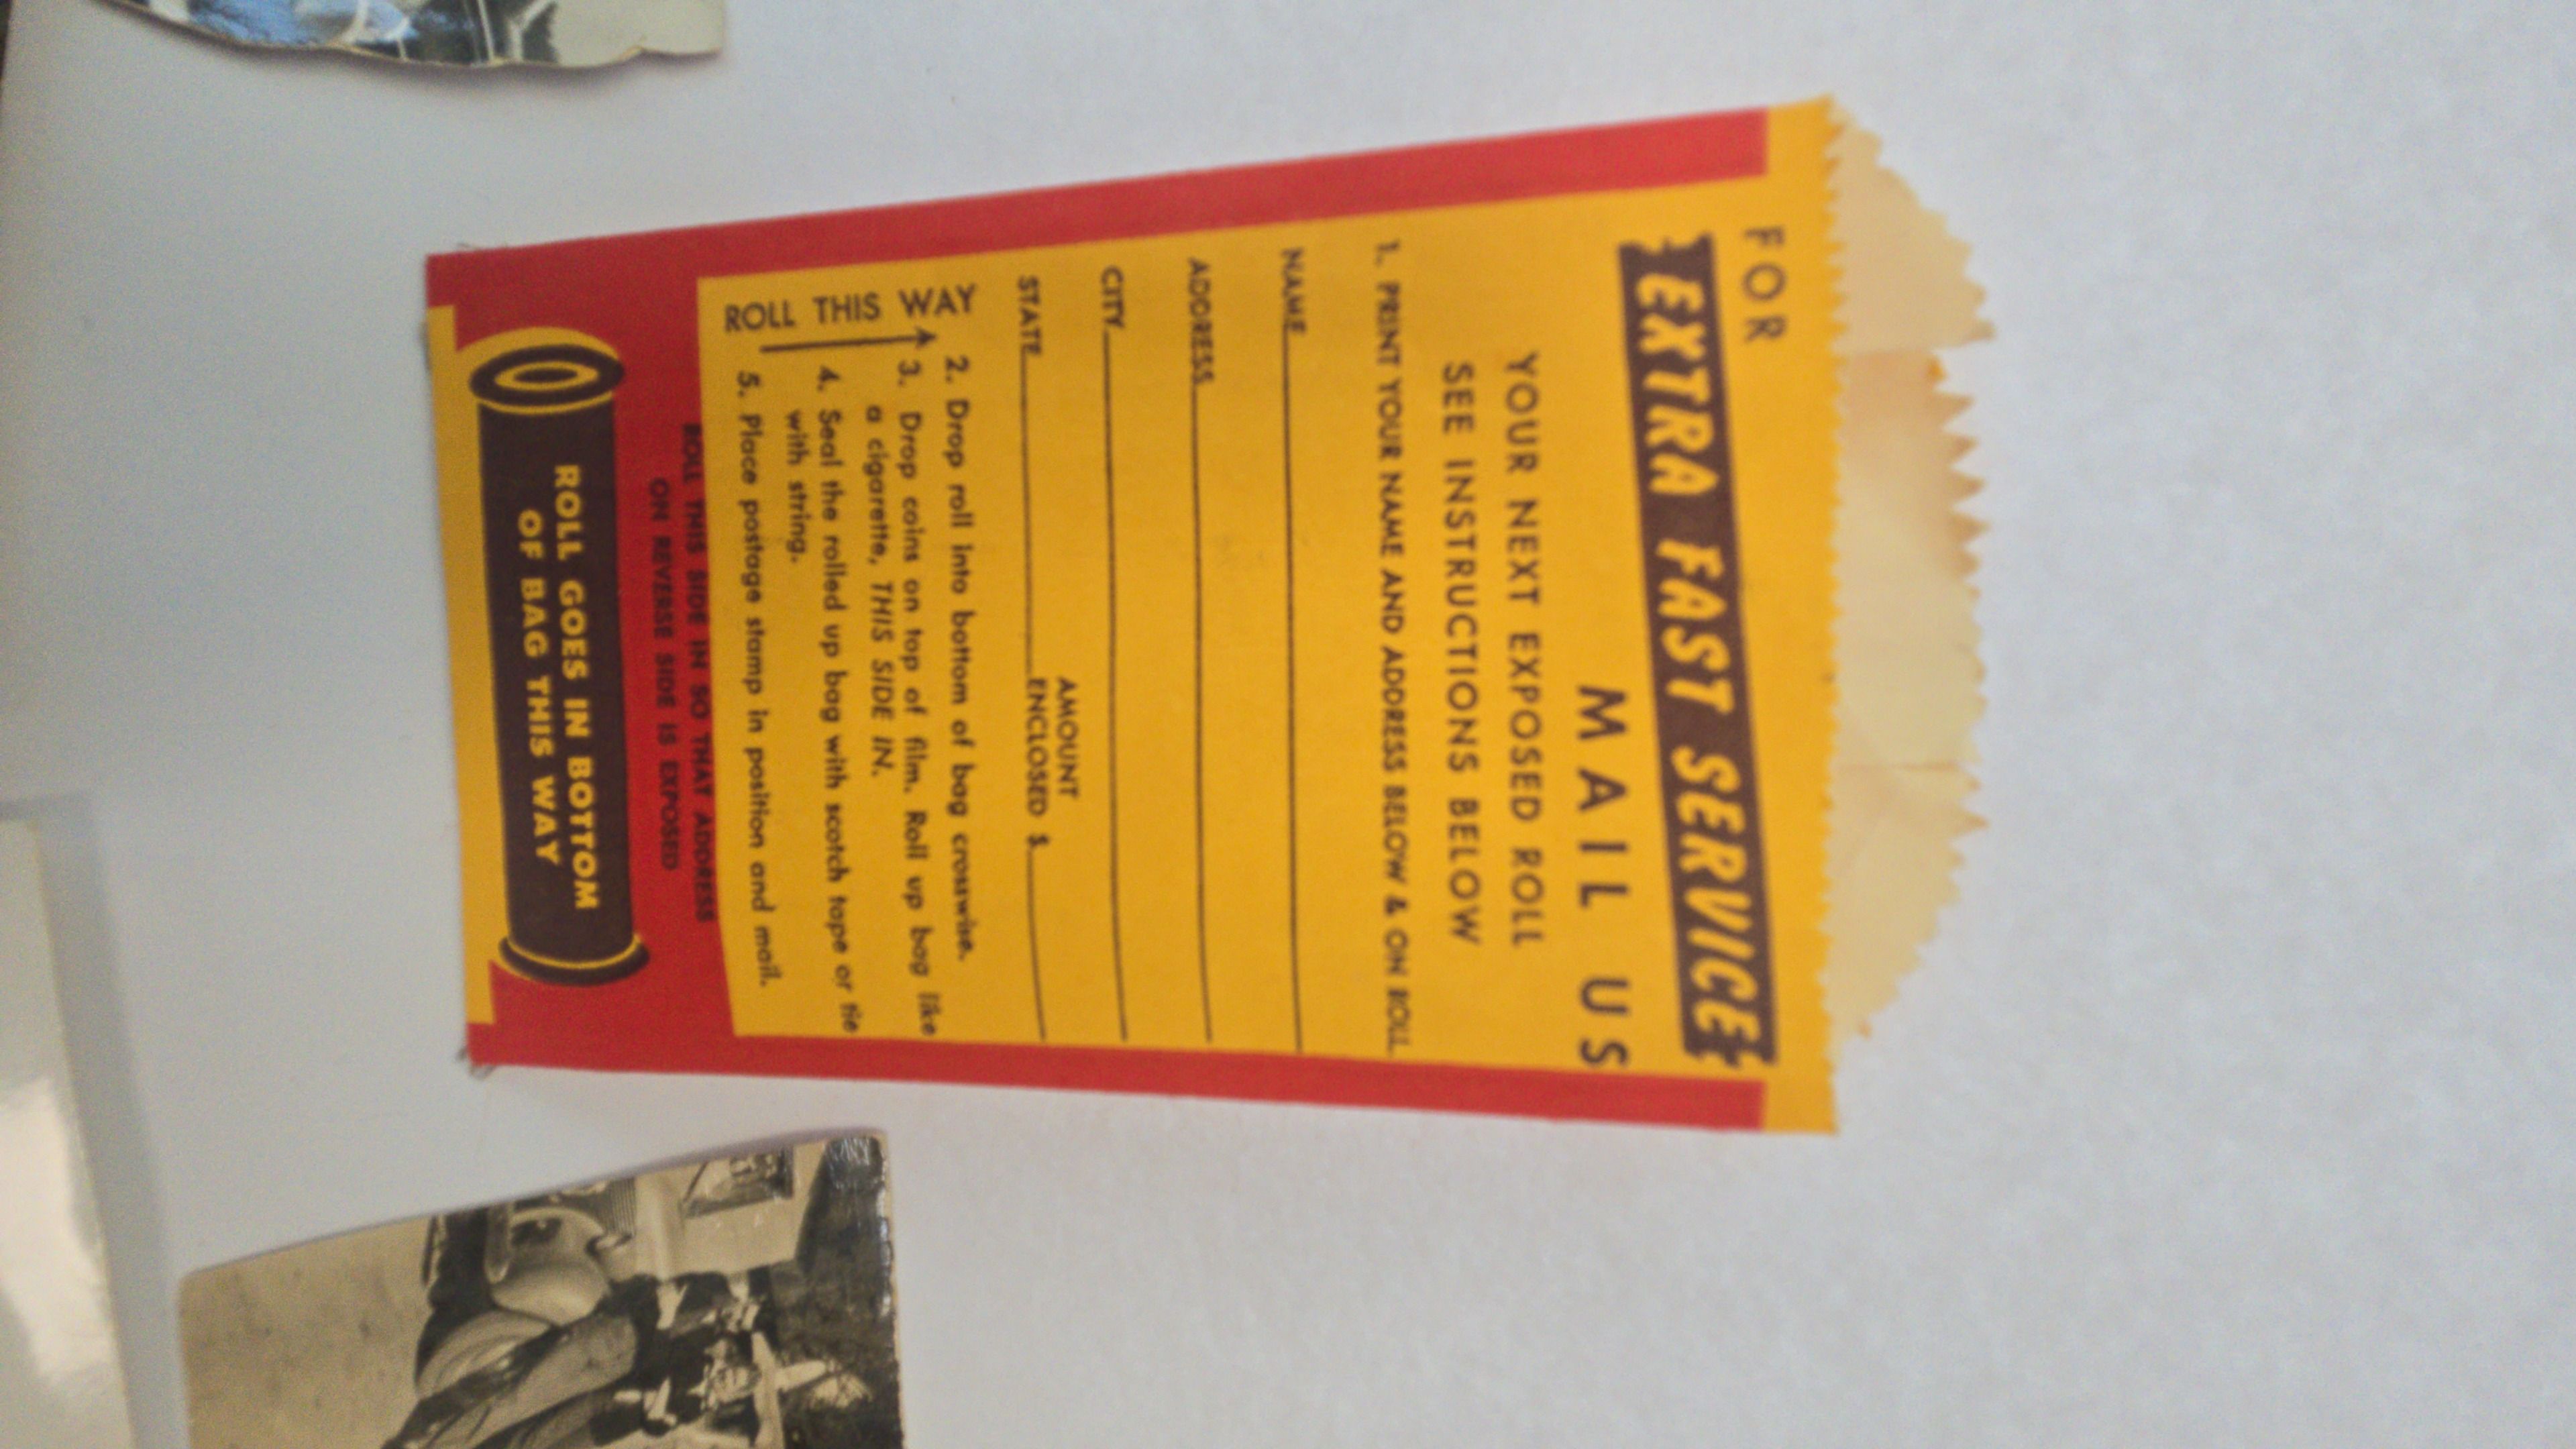 FOR
EXTRA FAST SERVICE
MAIL US
YOUR NEXT EXPOSED ROLL
SEE INSTRUCTIONS BELOW
1. PRINT YOUR NAME AND ADDRESS BELOW & ON ROLL
NAME
ADDRESS
CITY
STATE
AMOUNT
ENCLOSED $
ROLL THIS WAY
2. Drop roll into bottom of bag crosswise.
3. Drop coins on top of film. Roll up bag like
a cigarette, THIS SIDE IN.
4. Seal the rolled up bag with scotch tape or tie
with string.
5. Place postage stamp in position and mail.
ROLL THIS SIDE IN SO THAT ADDRESS
ON REVERSE SIDE IS EXPOSED
ROLL GOES IN BOTTOM
OF BAG THIS WAY